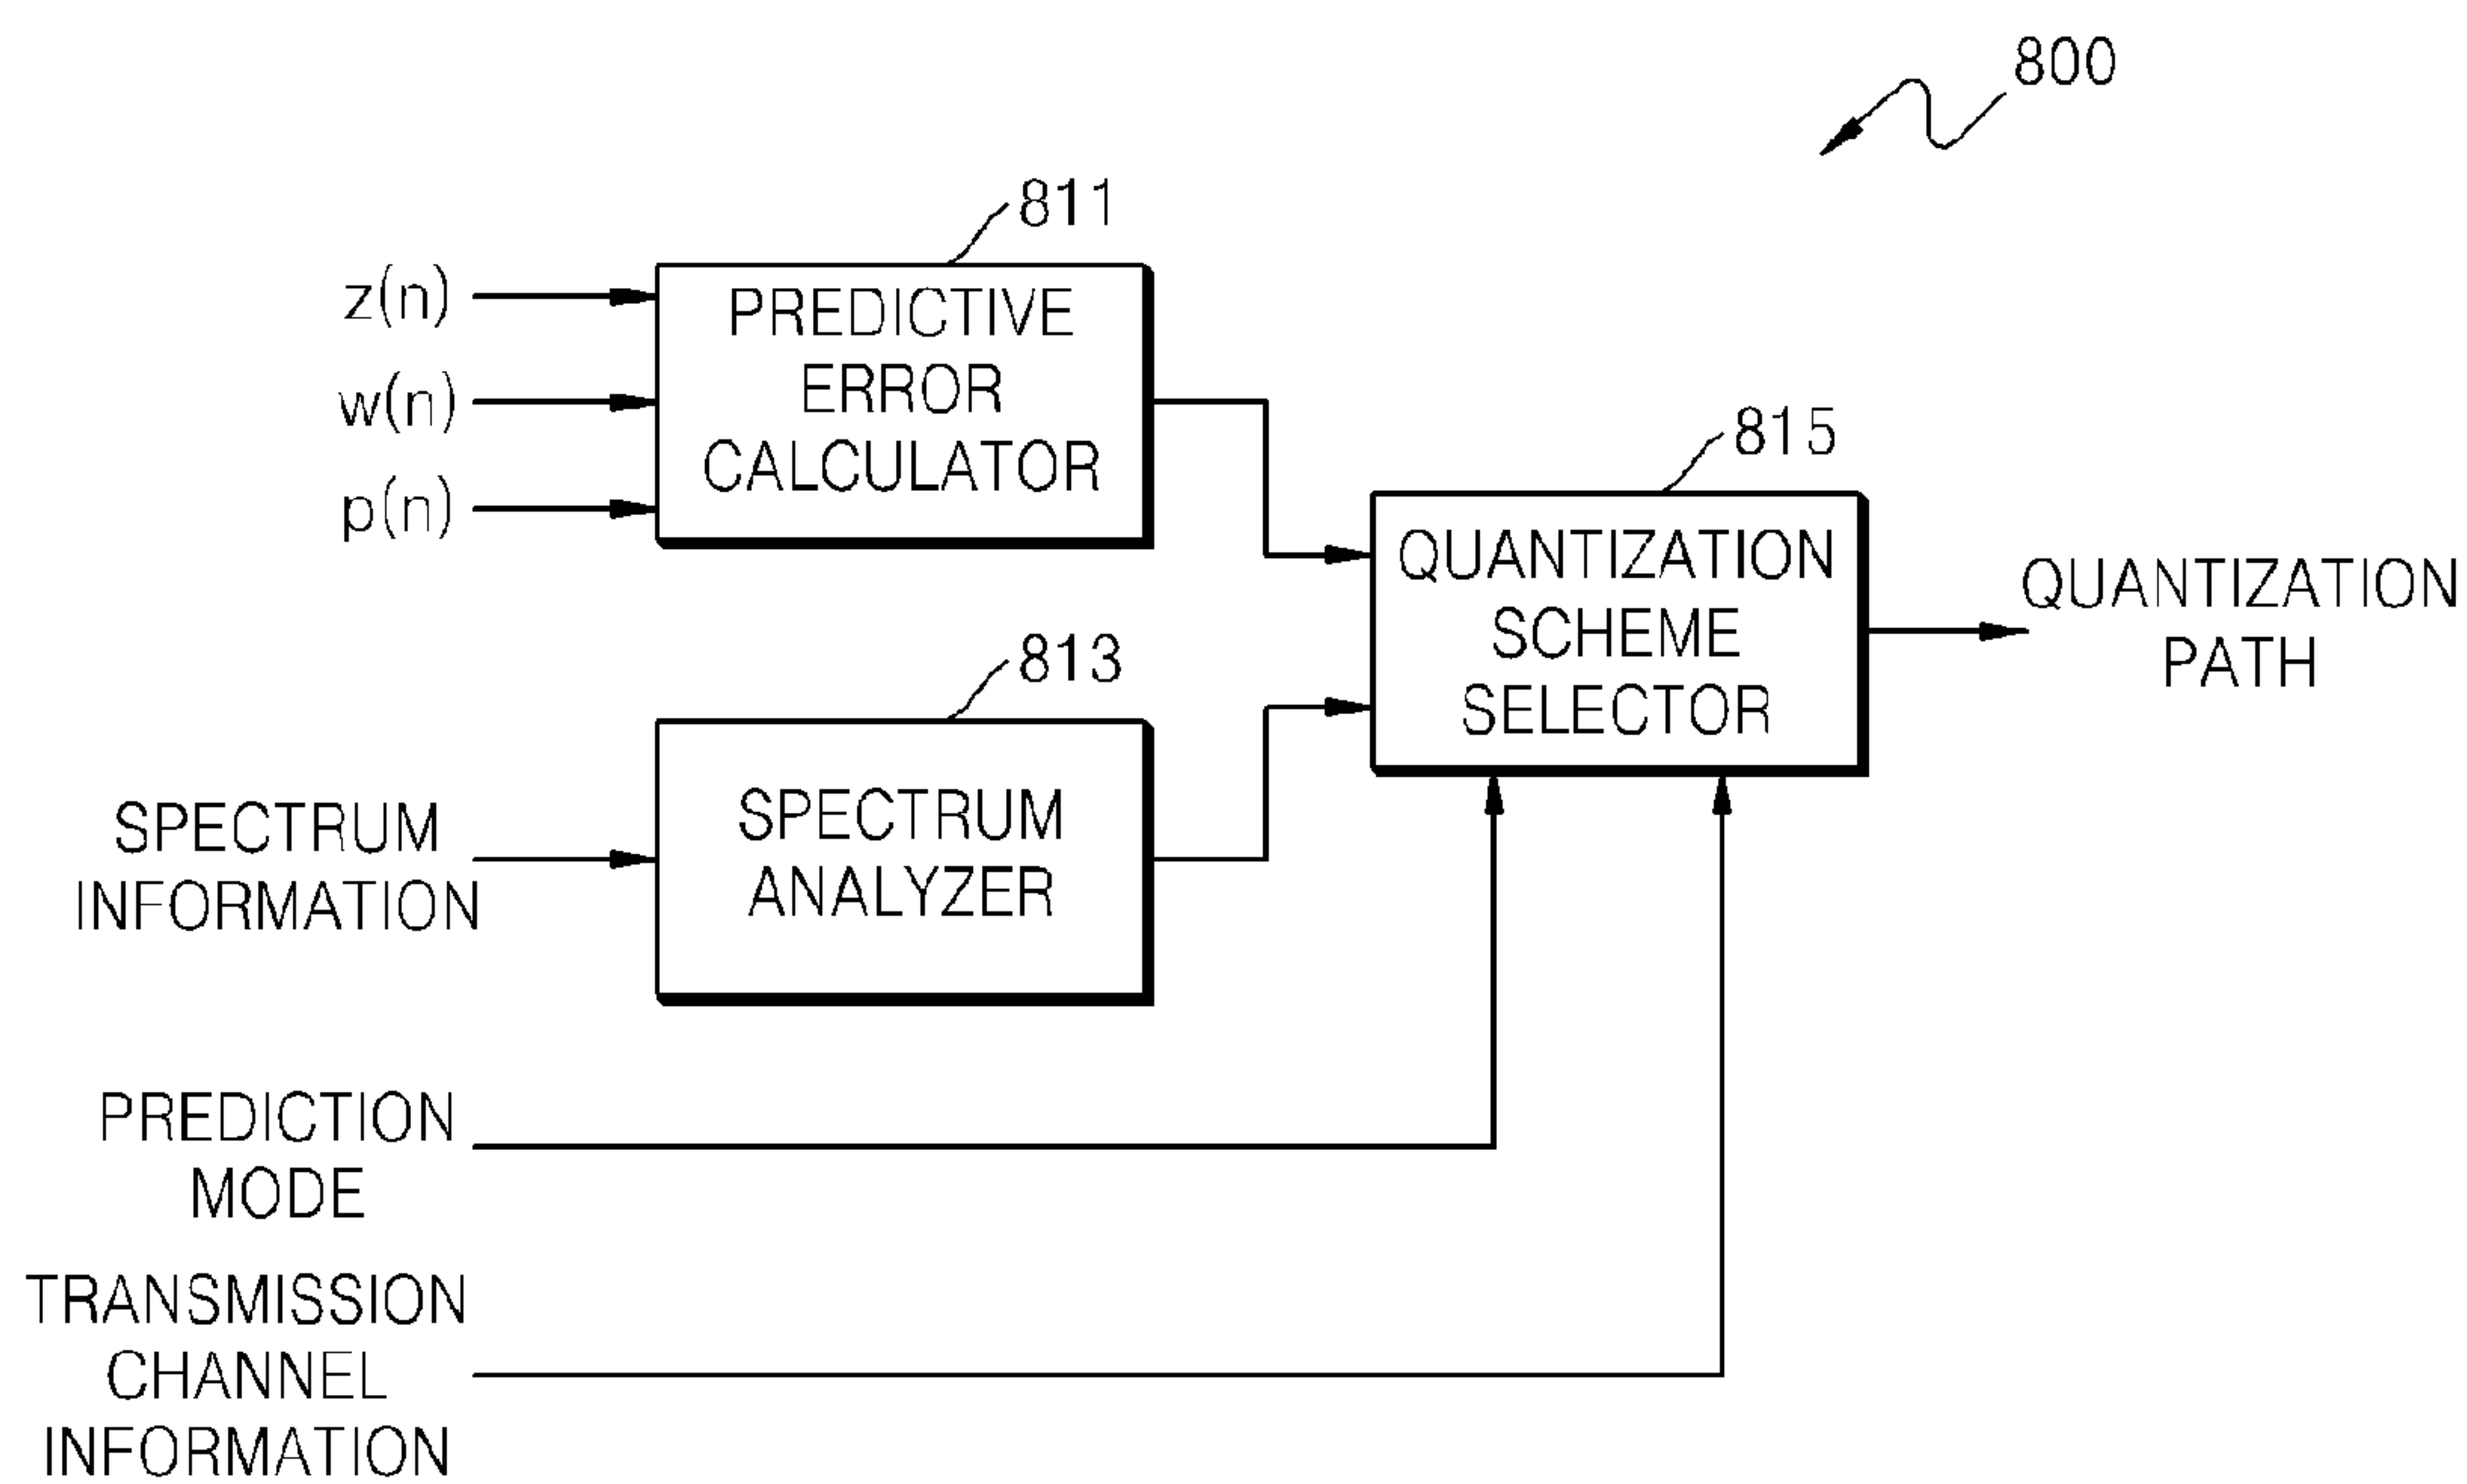 800
811
z(n)
w(n)
p(n)
PREDICTIVE
ERROR
CALCULATOR
815
QUANTIZATION
SCHEME
SELECTOR
QUANTIZATION
PATH
813
SPECTRUM
INFORMATION
SPECTRUM
ANALYZER
PREDICTION
MODE
TRANSMISSION
CHANNEL
INFORMATION